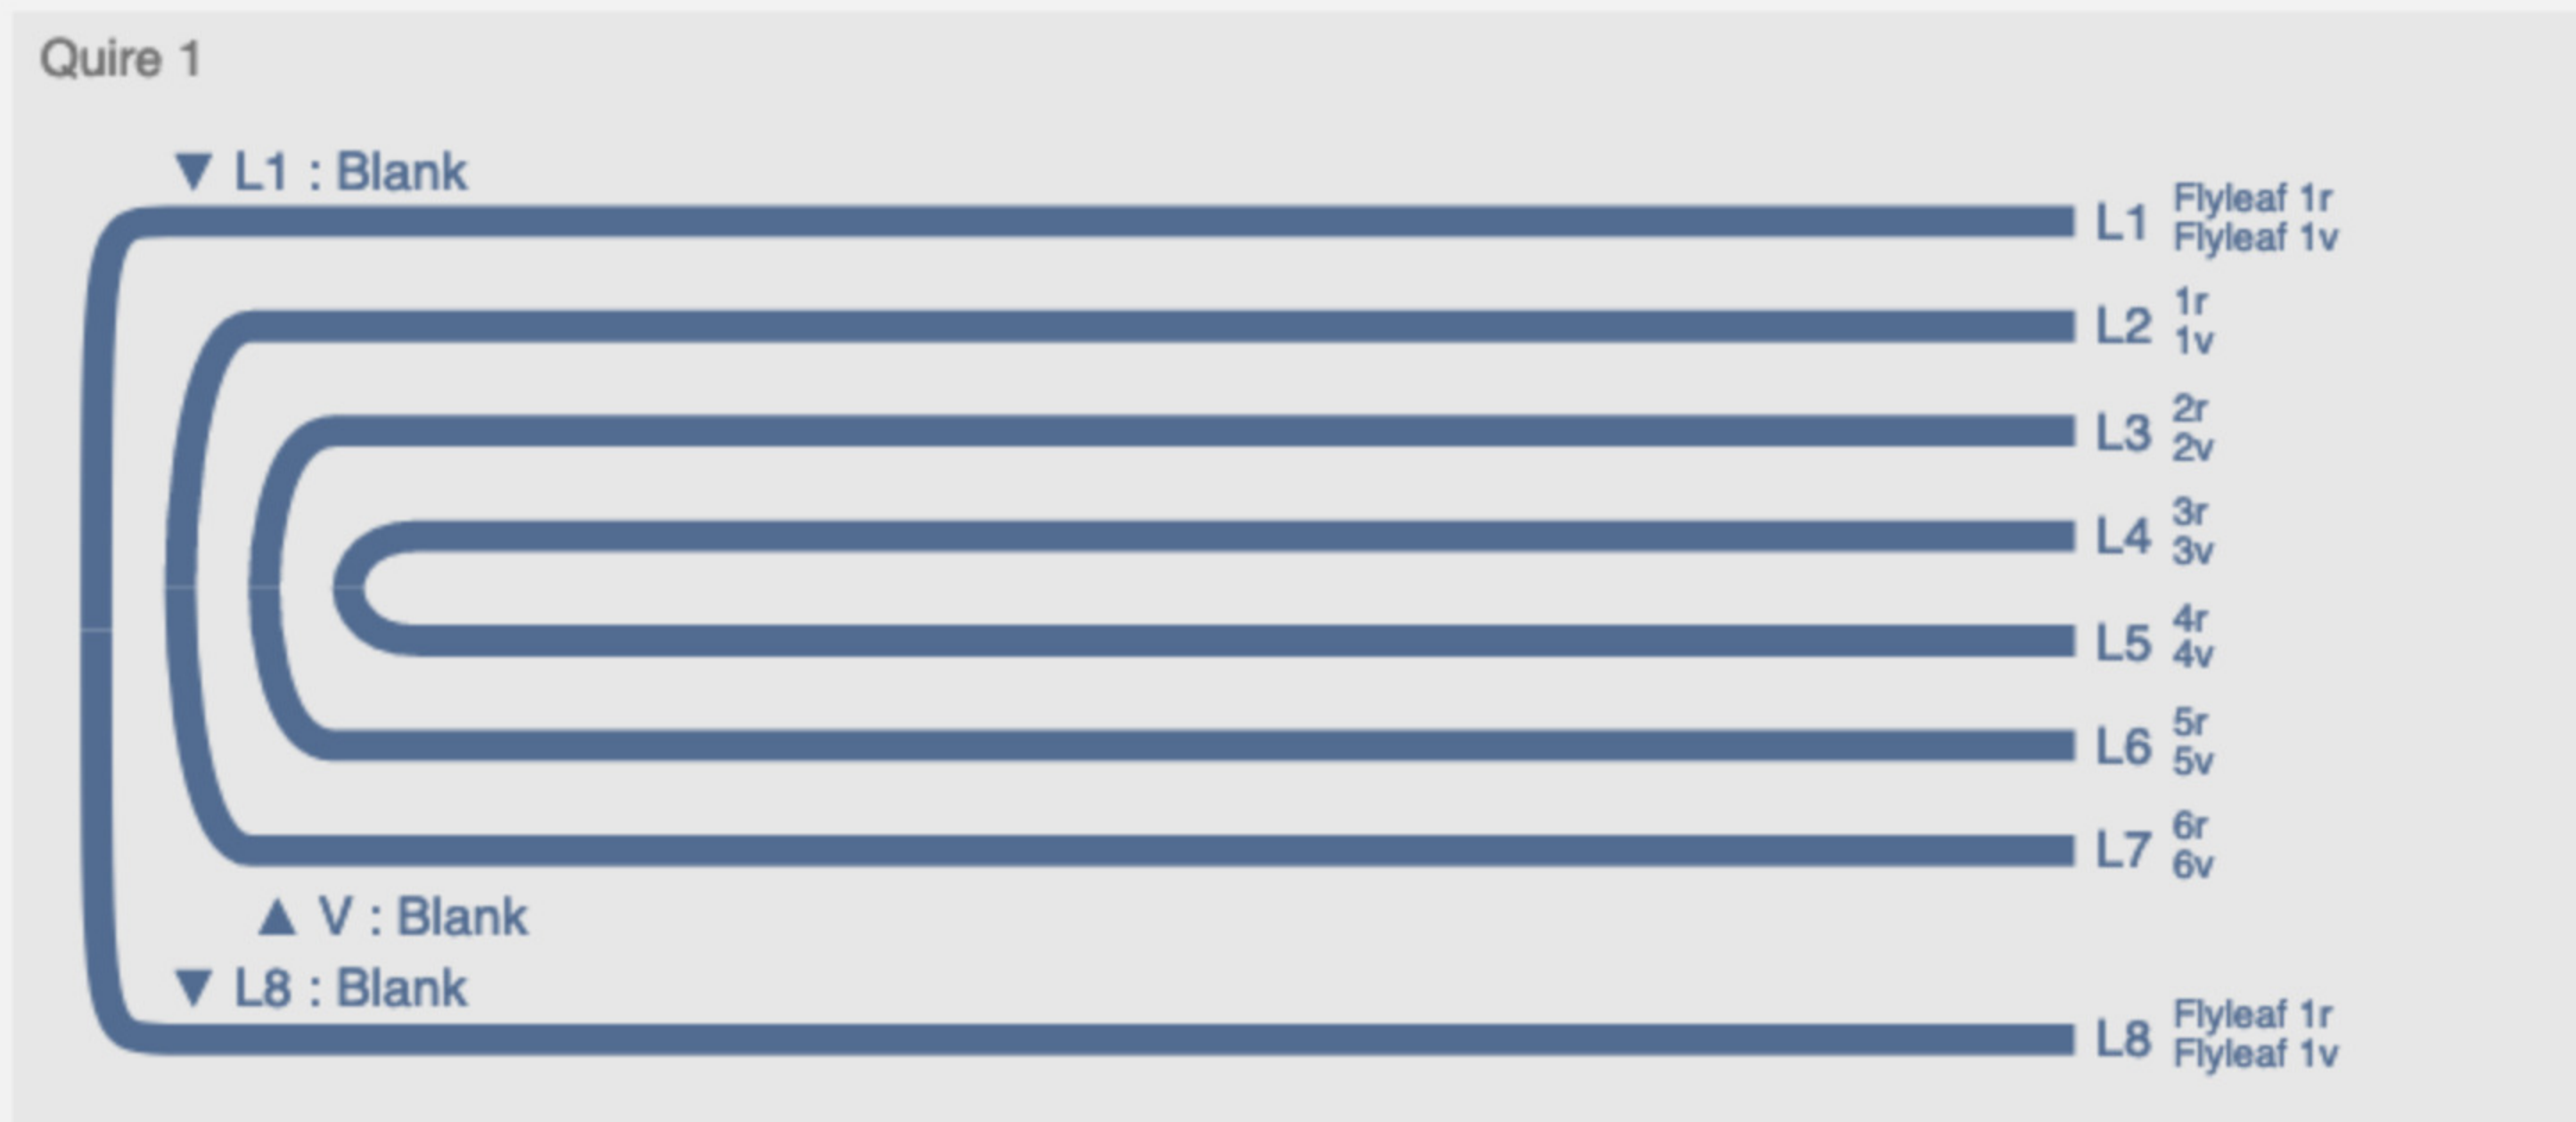 Quire 1
▼ L1 : Blank
L1 Flyleaf 1r
Flyleaf 1v
L2 1r
1v
L3 2r
2v
L4 3r
3v
L5 4r
4v
L6 5r
5v
L7 6r
6v
▲ V : Blank
▼ L8 : Blank
L8 Flyleaf 1r
Flyleaf 1v